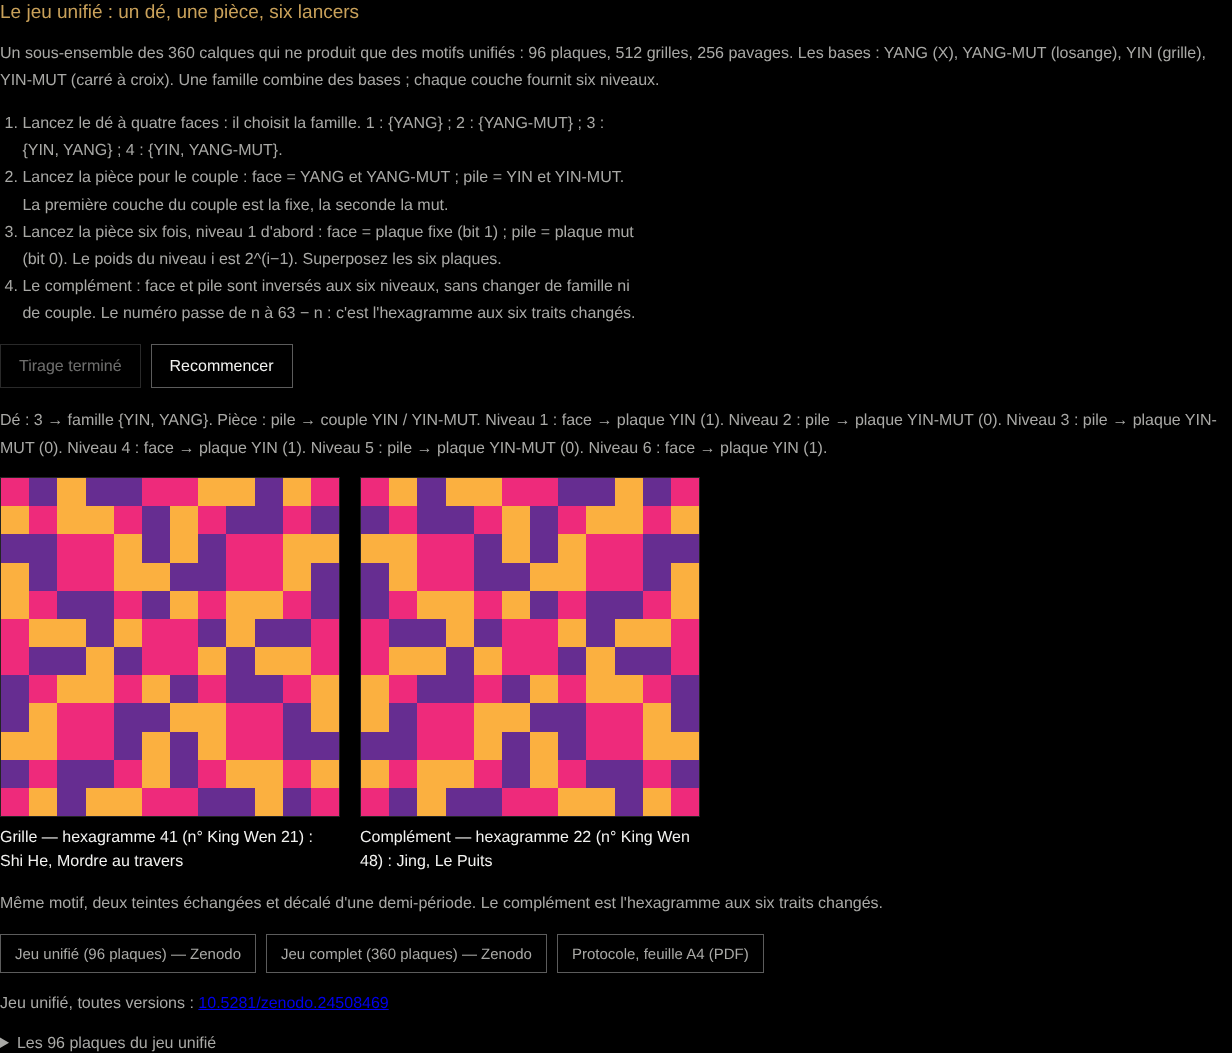 Le jeu unifié : un dé, une pièce, six lancers
Un sous-ensemble des 360 calques qui ne produit que des motifs unifiés : 96 plaques, 512 grilles, 256 pavages. Les bases : YANG (X), YANG-MUT (losange), YIN (grille),
YIN-MUT (carré à croix). Une famille combine des bases ; chaque couche fournit six niveaux.
1. Lancez le dé à quatre faces : il choisit la famille. 1 : {YANG} ; 2 : {YANG-MUT} ; 3 :
{YIN, YANG} ; 4 : {YIN, YANG-MUT}.
2. Lancez la pièce pour le couple : face = YANG et YANG-MUT ; pile = YIN et YIN-MUT.
La première couche du couple est la fixe, la seconde la mut.
3. Lancez la pièce six fois, niveau 1 d'abord : face = plaque fixe (bit 1) ; pile = plaque mut
(bit 0). Le poids du niveau i est 2^(i−1). Superposez les six plaques.
4. Le complément : face et pile sont inversés aux six niveaux, sans changer de famille ni
de couple. Le numéro passe de n à 63 − n : c'est l'hexagramme aux six traits changés.
Tirage terminé
Recommencer
Dé : 3 → famille {YIN, YANG}. Pièce : pile → couple YIN / YIN-MUT. Niveau 1 : face → plaque YIN (1). Niveau 2 : pile → plaque YIN-MUT (0). Niveau 3 : pile → plaque YIN-
MUT (0). Niveau 4 : face → plaque YIN (1). Niveau 5 : pile → plaque YIN-MUT (0). Niveau 6 : face → plaque YIN (1).
Grille — hexagramme 41 (n° King Wen 21) :
Shi He, Mordre au travers
Complément — hexagramme 22 (n° King Wen
48) : Jing, Le Puits
Même motif, deux teintes échangées et décalé d'une demi-période. Le complément est l'hexagramme aux six traits changés.
Jeu unifié (96 plaques) — Zenodo
Jeu complet (360 plaques) — Zenodo
Protocole, feuille A4 (PDF)
Jeu unifié, toutes versions : 10.5281/zenodo.24508469
Les 96 plaques du jeu unifié